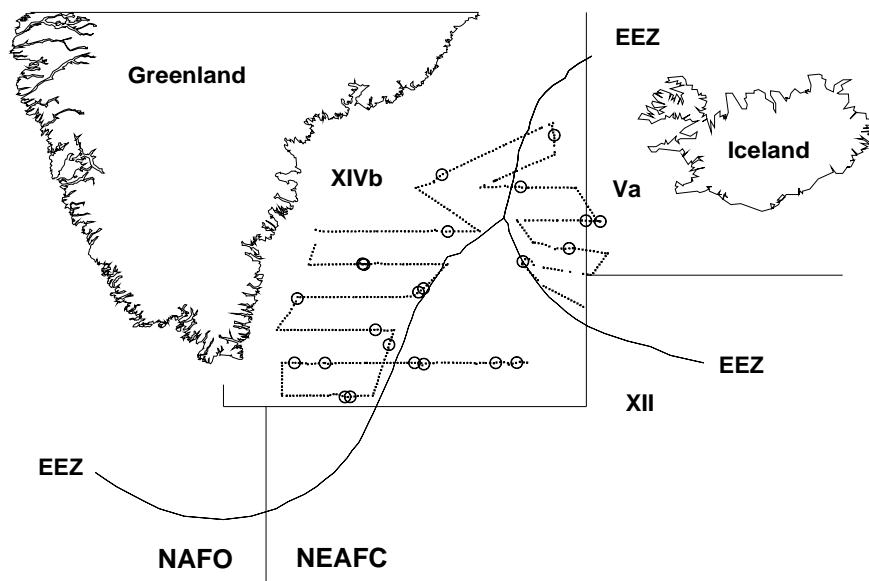 EEZ
Greenland
Iceland
XIVb
Va
EEZ
XII
EEZ
NAFO
NEAFC